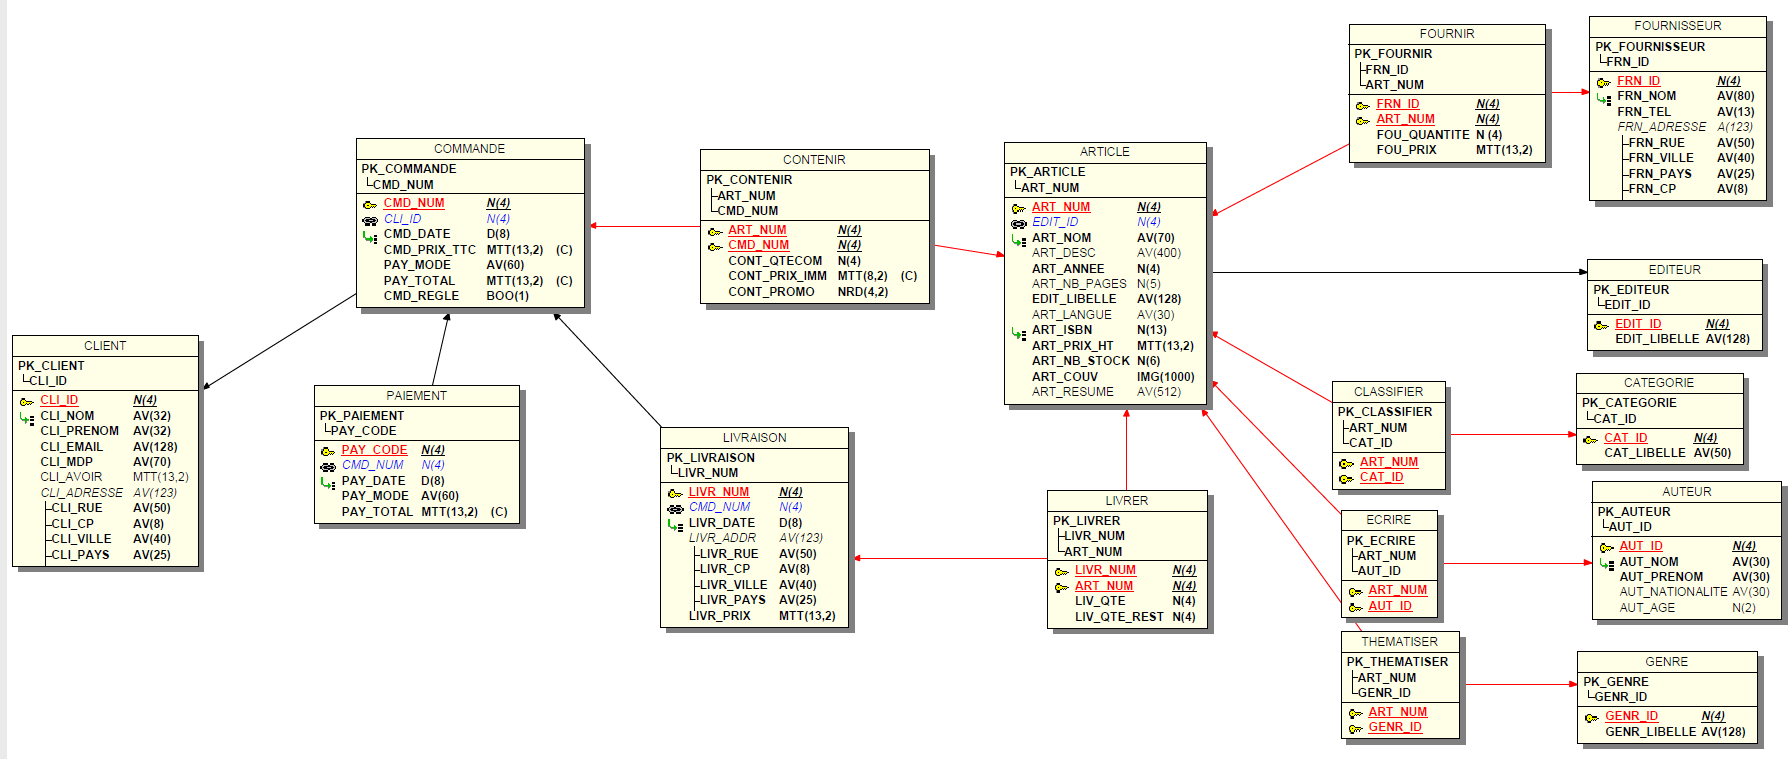 COMMANDE
PK_COMMANDE
CMD_NUM
CMD_NUM N(4)
CLI_ID N(4)
CMD_DATE D(8)
CMD_PRIX_TTC MTT(13,2) (C)
PAY_MODE AV(60)
PAY_TOTAL MTT(13,2) (C)
CMD_REGLE BOO(1)
CLIENT
PK_CLIENT
CLI_ID
CLI_ID N(4)
CLI_NOM AV(32)
CLI_PRENOM AV(32)
CLI_EMAIL AV(128)
CLI_MDP AV(70)
CLI_AVOIR MTT(13,2)
CLI_ADRESSE AV(123)
CLI_RUE AV(50)
CLI_CP AV(8)
CLI_VILLE AV(40)
CLI_PAYS AV(25)
PAIEMENT
PK_PAIEMENT
PAY_CODE
PAY_CODE N(4)
CMD_NUM N(4)
PAY_DATE D(8)
PAY_MODE AV(60)
PAY_TOTAL MTT(13,2) (C)
CONTENIR
PK_CONTENIR
ART_NUM
CMD_NUM
ART_NUM N(4)
CMD_NUM N(4)
CONT_QTECOM N(4)
CONT_PRIX_IMM MTT(8,2) (C)
CONT_PROMO NRD(4,2)
LIVRAISON
PK_LIVRAISON
LIVR_NUM
LIVR_NUM N(4)
CMD_NUM N(4)
LIVR_DATE D(8)
LIVR_ADDR AV(123)
LIVR_RUE AV(50)
LIVR_CP AV(8)
LIVR_VILLE AV(40)
LIVR_PAYS AV(25)
LIVR_PRIX MTT(13,2)
ARTICLE
PK_ARTICLE
ART_NUM
ART_NUM N(4)
EDIT_ID N(4)
ART_NOM AV(70)
ART_DESC AV(400)
ART_ANNEE N(4)
ART_NB_PAGES N(5)
EDIT_LIBELLE AV(128)
ART_LANGUE AV(30)
ART_ISBN N(13)
ART_PRIX_HT MTT(13,2)
ART_NB_STOCK N(6)
ART_COUV IMG(1000)
ART_RESUME AV(512)
LIVRER
PK_LIVRER
LIVR_NUM
ART_NUM
LIVR_NUM N(4)
ART_NUM N(4)
LIV_QTE N(4)
LIV_QTE_REST N(4)
FOURNIR
PK_FOURNIR
FRN_ID
ART_NUM
FRN_ID N(4)
ART_NUM N(4)
FOU_QUANTITE N (4)
FOU_PRIX MTT(13,2)
FOURNISSEUR
PK_FOURNISSEUR
FRN_ID
FRN_ID N(4)
FRN_NOM AV(80)
FRN_TEL AV(13)
FRN_ADRESSE A(123)
FRN_RUE AV(50)
FRN_VILLE AV(40)
FRN_PAYS AV(25)
FRN_CP AV(8)
EDITEUR
PK_EDITEUR
EDIT_ID
EDIT_ID N(4)
EDIT_LIBELLE AV(128)
CLASSIFIER
PK_CLASSIFIER
ART_NUM
CAT_ID
ART_NUM
CAT_ID
CATEGORIE
PK_CATEGORIE
CAT_ID
CAT_ID N(4)
CAT_LIBELLE AV(50)
ECRIRE
PK_ECRIRE
ART_NUM
AUT_ID
ART_NUM
AUT_ID
AUTEUR
PK_AUTEUR
AUT_ID
AUT_ID N(4)
AUT_NOM AV(30)
AUT_PRENOM AV(30)
AUT_NATIONALITE AV(30)
AUT_AGE N(2)
THEMATISER
PK_THEMATISER
ART_NUM
GENR_ID
ART_NUM
GENR_ID
GENRE
PK_GENRE
GENR_ID
GENR_ID N(4)
GENR_LIBELLE AV(128)